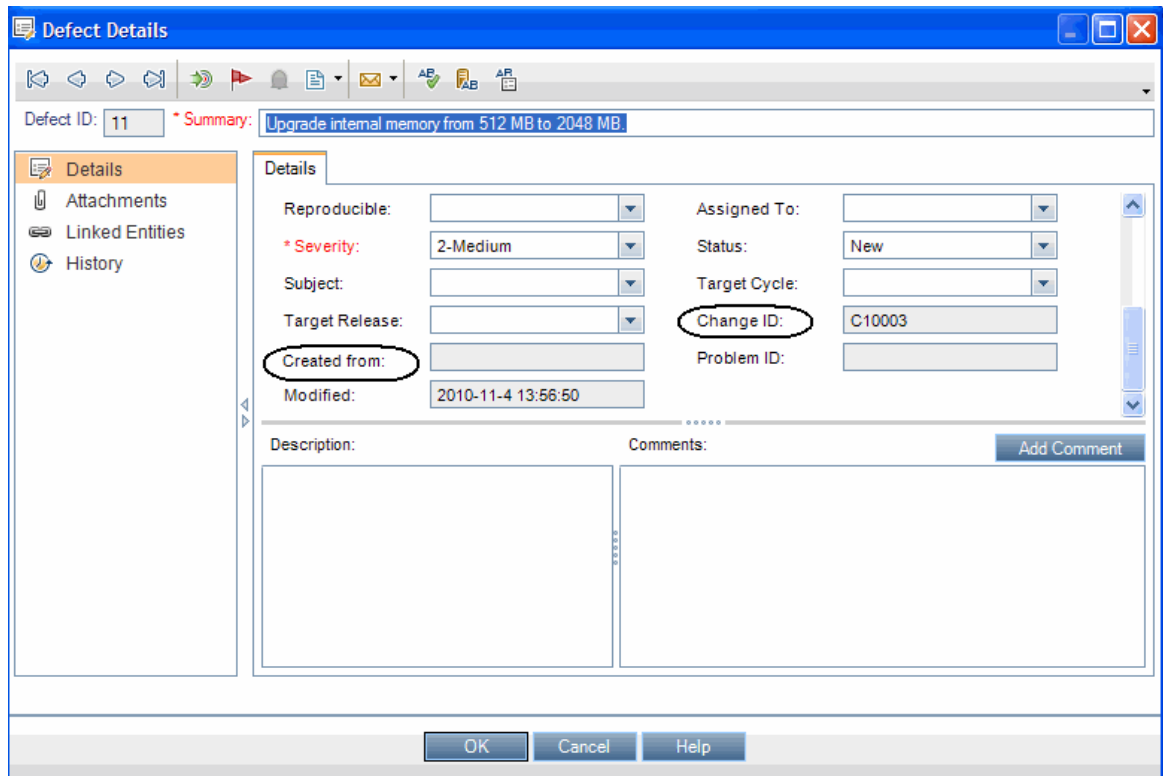 Defect Details
Defect ID: 11 * Summary: Upgrade internal memory from 512 MB to 2048 MB.
Details
Attachments
Linked Entities
History
Details
Reproducible: Assigned To:
* Severity: 2-Medium Status: New
Subject: Target Cycle:
Target Release: Change ID: C10003
Created from: Problem ID:
Modified: 2010-11-4 13:56:50
Description: Comments: Add Comment
OK Cancel Help